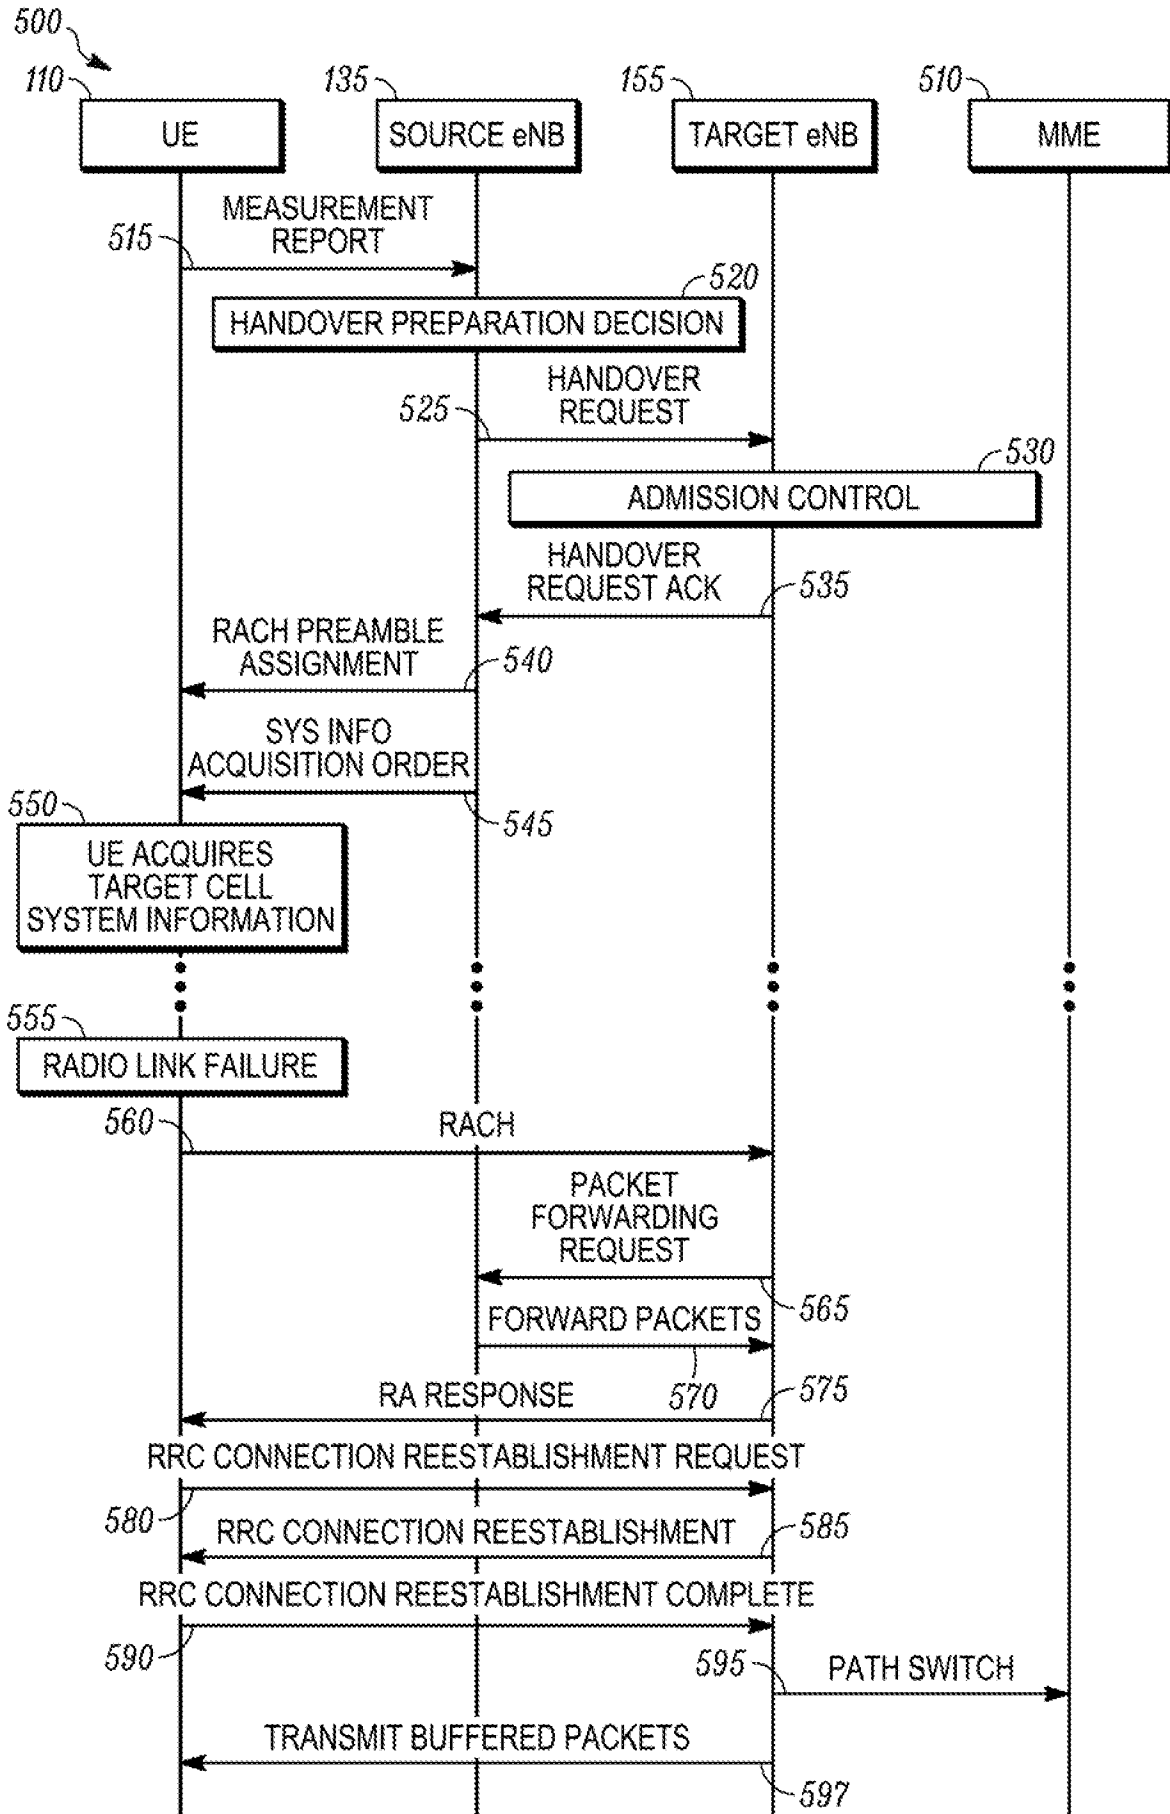 500
110
135
155
510
UE
SOURCE eNB
TARGET eNB
MME
MEASUREMENT
REPORT
515
520
HANDOVER PREPARATION DECISION
HANDOVER
REQUEST
525
530
ADMISSION CONTROL
HANDOVER
REQUEST ACK
535
RACH PREAMBLE
ASSIGNMENT
540
SYS INFO
ACQUISITION ORDER
545
550
UE ACQUIRES
TARGET CELL
SYSTEM INFORMATION
555
RADIO LINK FAILURE
560
RACH
PACKET
FORWARDING
REQUEST
565
FORWARD PACKETS
570
RA RESPONSE
575
RRC CONNECTION REESTABLISHMENT REQUEST
580
RRC CONNECTION REESTABLISHMENT
585
RRC CONNECTION REESTABLISHMENT COMPLETE
590
595
PATH SWITCH
TRANSMIT BUFFERED PACKETS
597